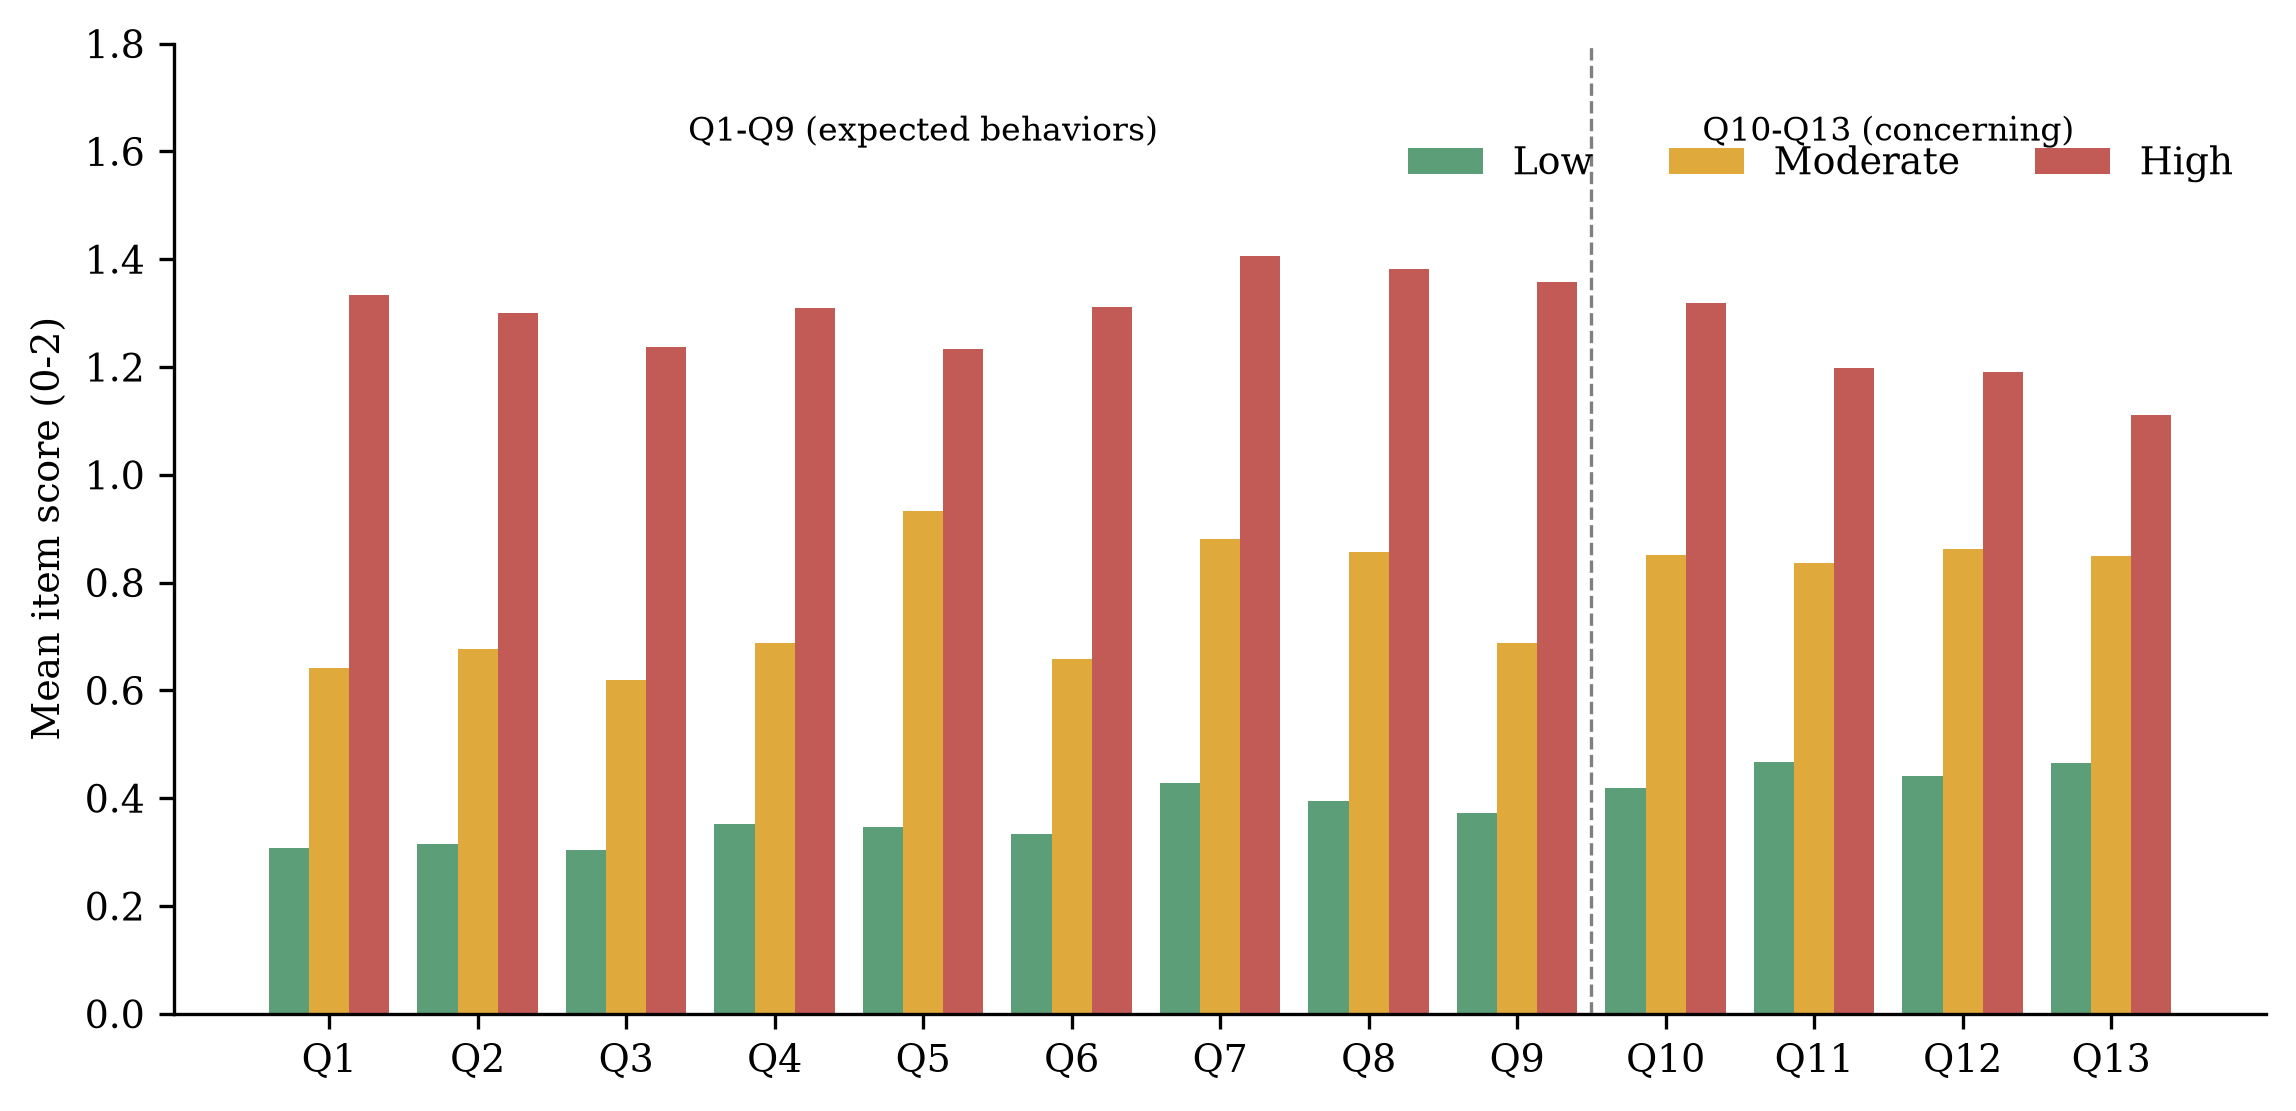 Mean item score (0-2)
1.8
1.6
1.4
1.2
1.0
0.8
0.6
0.4
0.2
0.0
Q1-Q9 (expected behaviors)
Q10-Q13 (concerning)
Low Moderate High
Q1 Q2 Q3 Q4 Q5 Q6 Q7 Q8 Q9 Q10 Q11 Q12 Q13